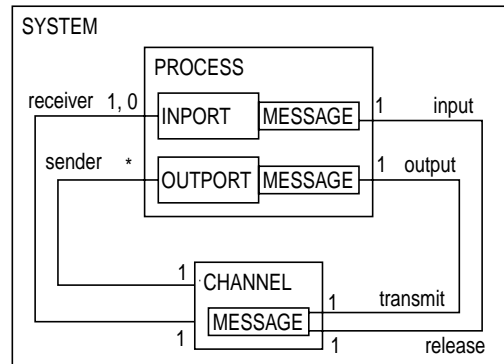 SYSTEM
PROCESS
receiver 1, 0 INPORT MESSAGE 1 input
sender * OUTPORT MESSAGE 1 output
1 CHANNEL
MESSAGE 1 transmit
1 1 release